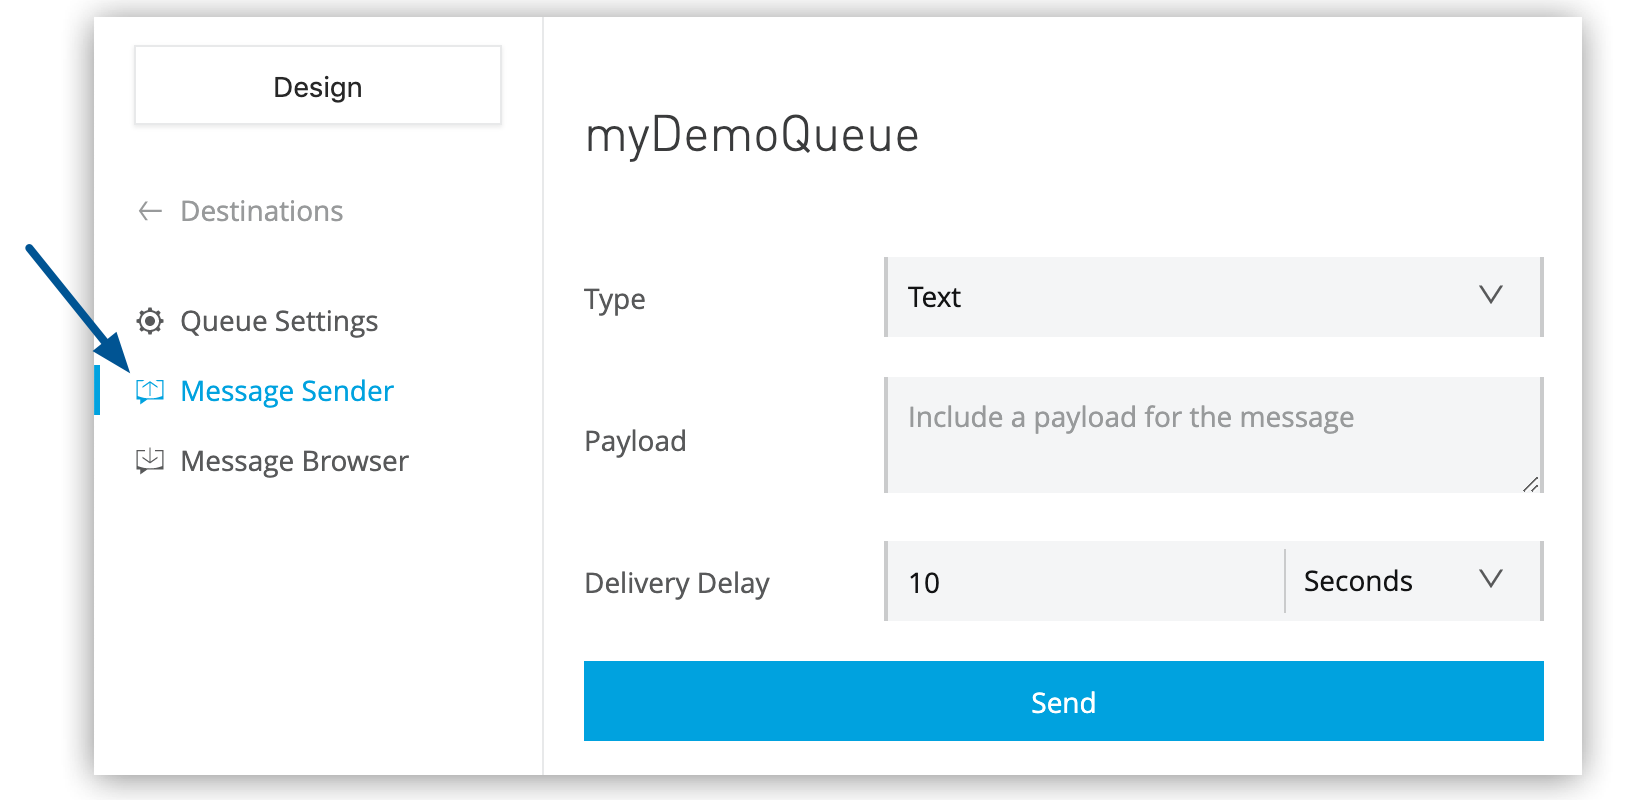 Design
Destinations
Queue Settings
Message Sender
Message Browser
myDemoQueue
Type
Text
Payload
Include a payload for the message
Delivery Delay
10
Seconds
Send